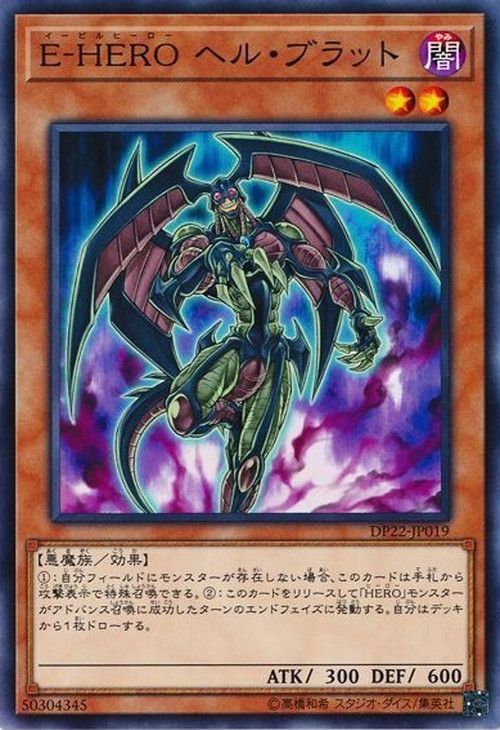 イービルヒーロー
E-HERO ヘル・ブラット
やみ
闇
DP22-JP019
【悪魔族／効果】
①：自分フィールドにモンスターが存在しない場合、このカードは手札から
攻撃表示で特殊召喚できる。②：このカードをリリースして「HERO」モンスター
がアドバンス召喚に成功したターンのエンドフェイズに発動する。自分はデッキ
から１枚ドローする。
ATK/ 300 DEF/ 600
50304345
©高橋和希 スタジオ・ダイス/集英社